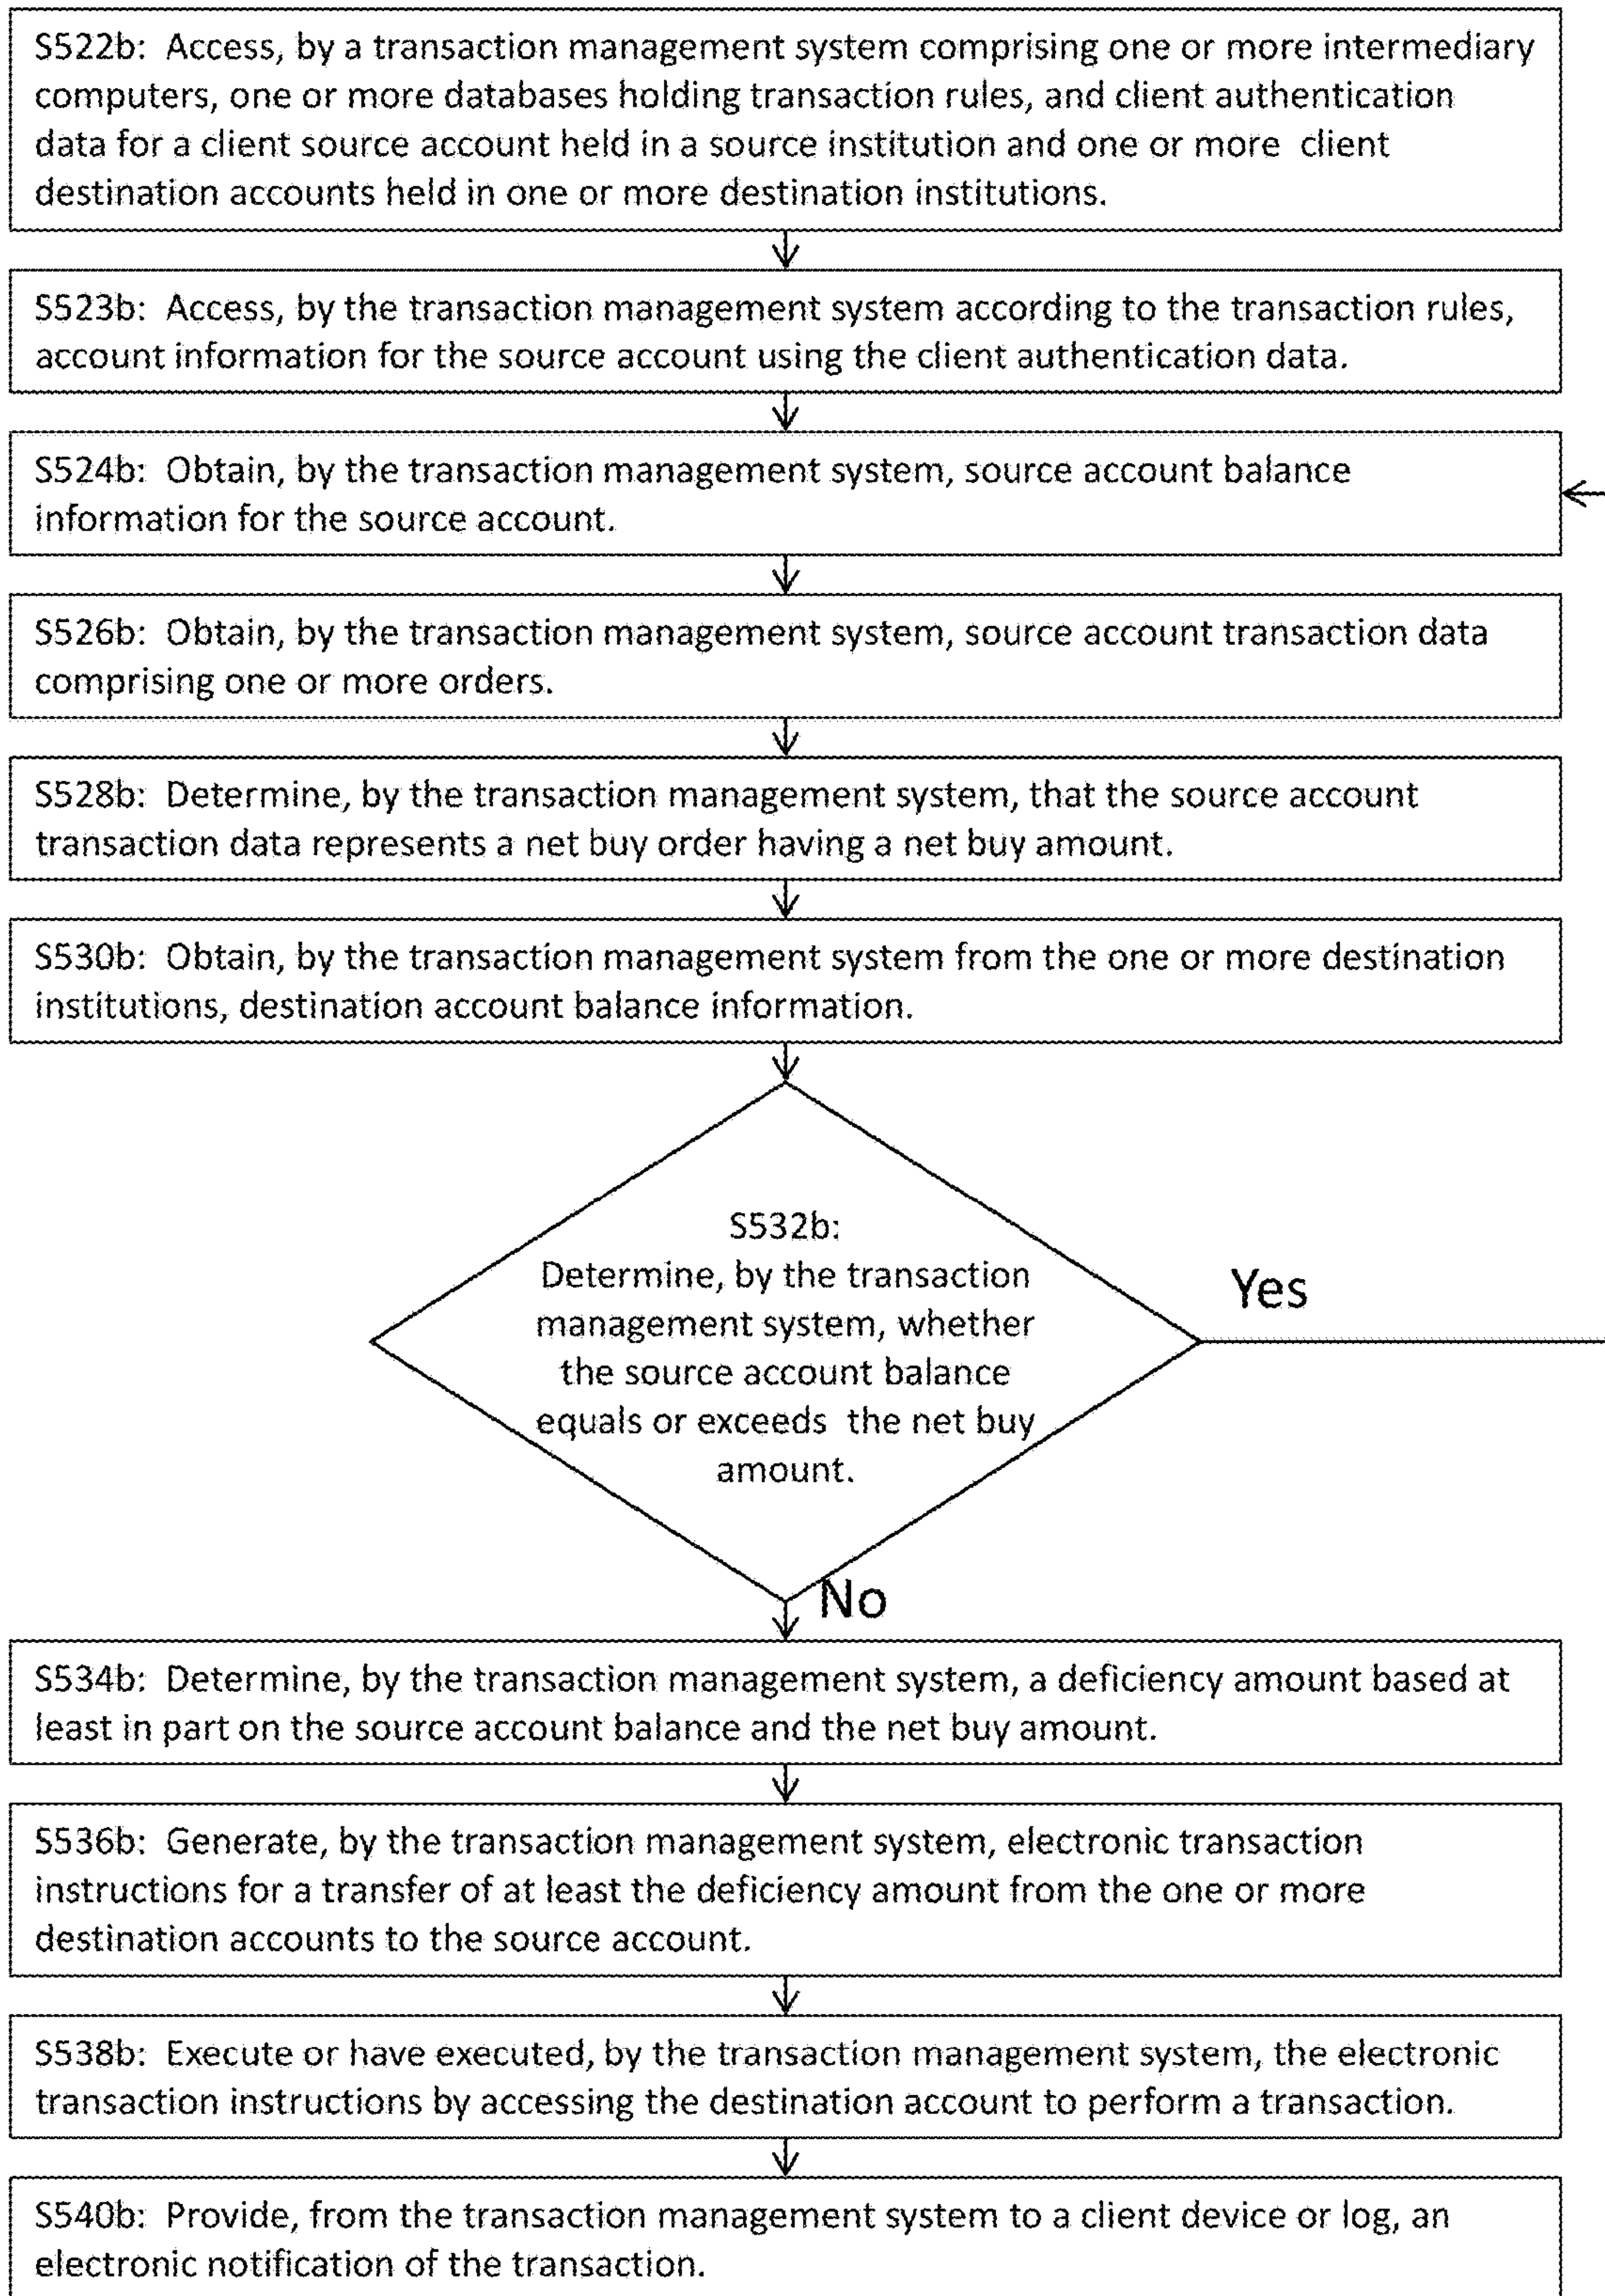 S522b: Access, by a transaction management system comprising one or more intermediary
computers, one or more databases holding transaction rules, and client authentication
data for a client source account held in a source institution and one or more client
destination accounts held in one or more destination institutions.
S523b: Access, by the transaction management system according to the transaction rules,
account information for the source account using the client authentication data.
S524b: Obtain, by the transaction management system, source account balance
information for the source account.
S526b: Obtain, by the transaction management system, source account transaction data
comprising one or more orders.
S528b: Determine, by the transaction management system, that the source account
transaction data represents a net buy order having a net buy amount.
S530b: Obtain, by the transaction management system from the one or more destination
institutions, destination account balance information.
S532b:
Determine, by the transaction
management system, whether
the source account balance
equals or exceeds the net buy
amount.
Yes
No
S534b: Determine, by the transaction management system, a deficiency amount based at
least in part on the source account balance and the net buy amount.
S536b: Generate, by the transaction management system, electronic transaction
instructions for a transfer of at least the deficiency amount from the one or more
destination accounts to the source account.
S538b: Execute or have executed, by the transaction management system, the electronic
transaction instructions by accessing the destination account to perform a transaction.
S540b: Provide, from the transaction management system to a client device or log, an
electronic notification of the transaction.